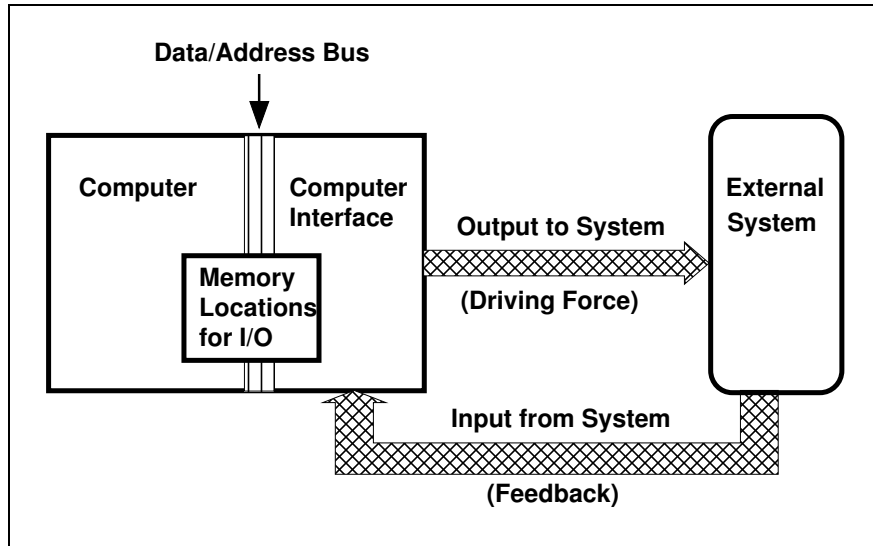 Data/Address Bus
Computer
Computer
Interface
Memory
Locations
for I/O
Output to System
(Driving Force)
External
System
Input from System
(Feedback)